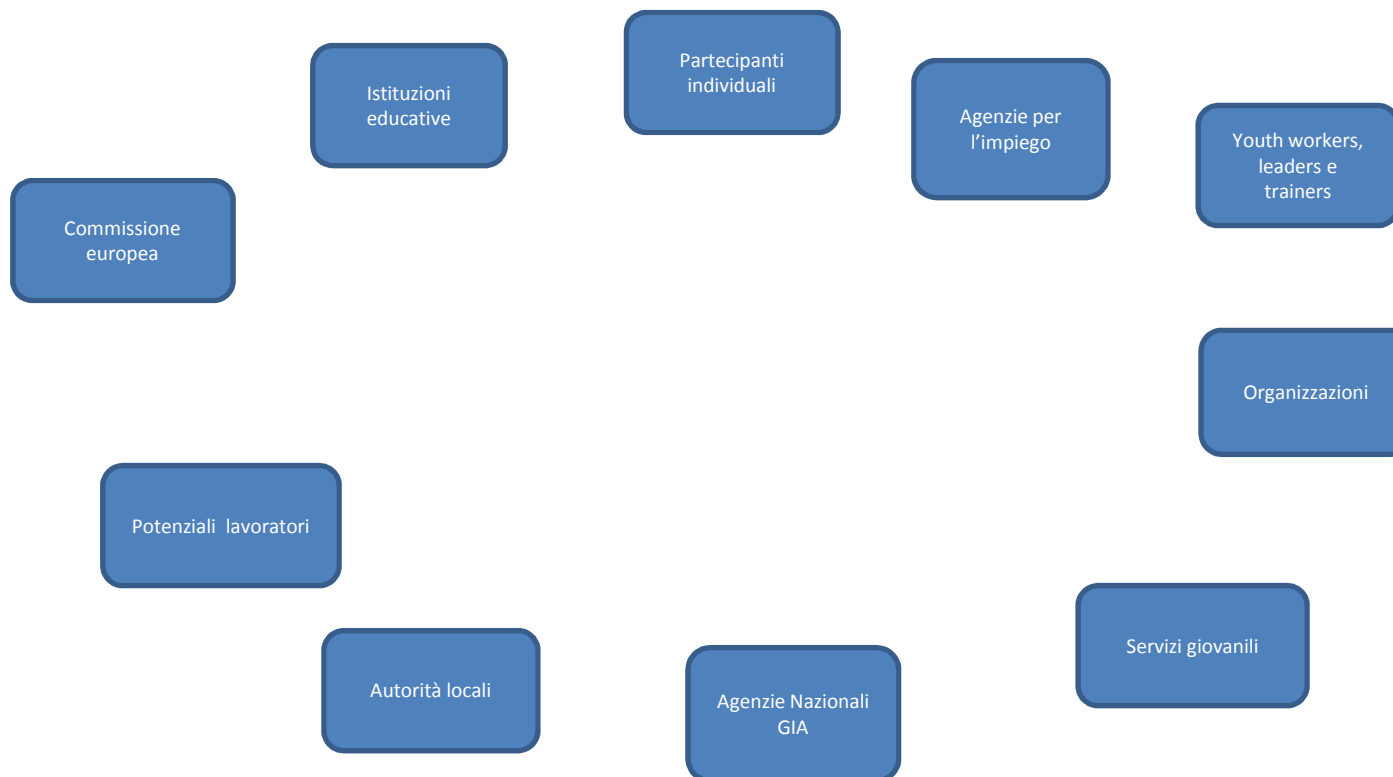 Partecipanti
individuali
Istituzioni
educative
Agenzie per
l’impiego
Youth workers,
leaders e
trainers
Commissione
europea
Organizzazioni
Potenziali lavoratori
Servizi giovanili
Autorità locali
Agenzie Nazionali
GIA